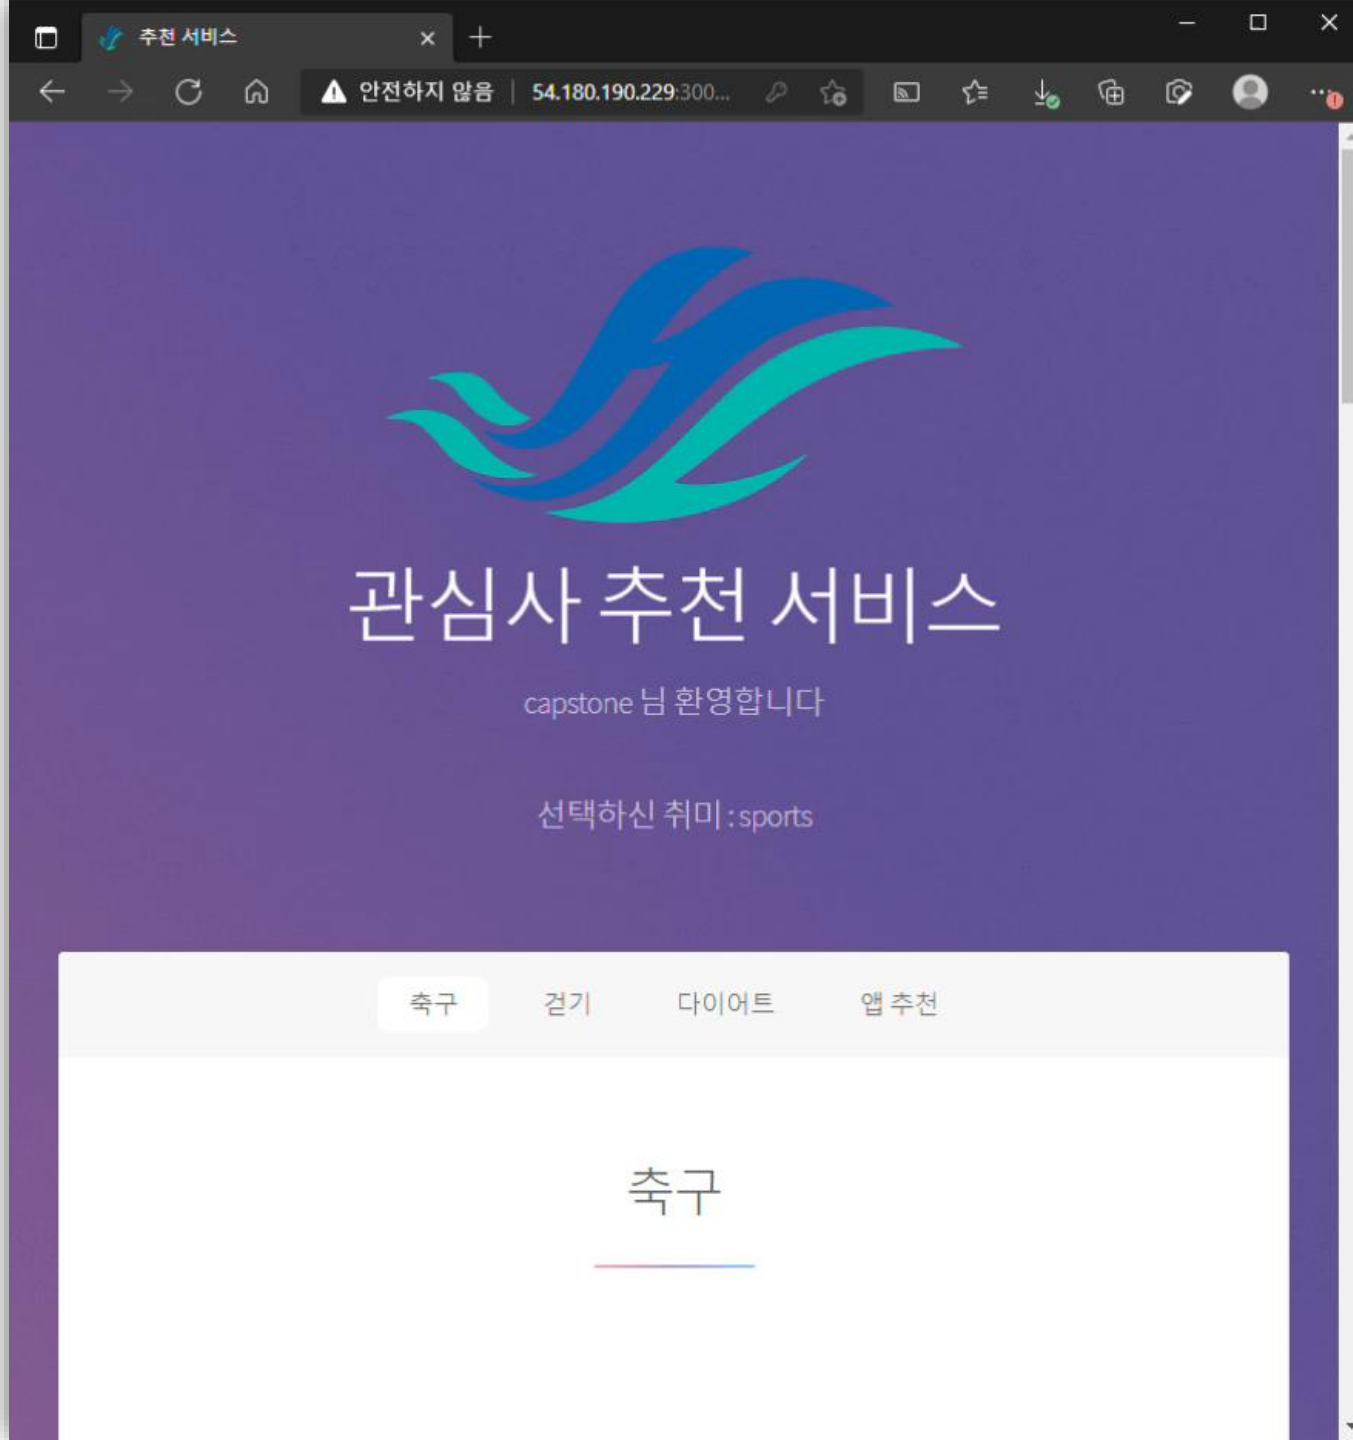 추천 서비스
안전하지 않음 54.180.190.229:300...
관심사 추천 서비스
capstone 님 환영합니다
선택하신 취미 : sports
축구 걷기 다이어트 앱 추천
축구